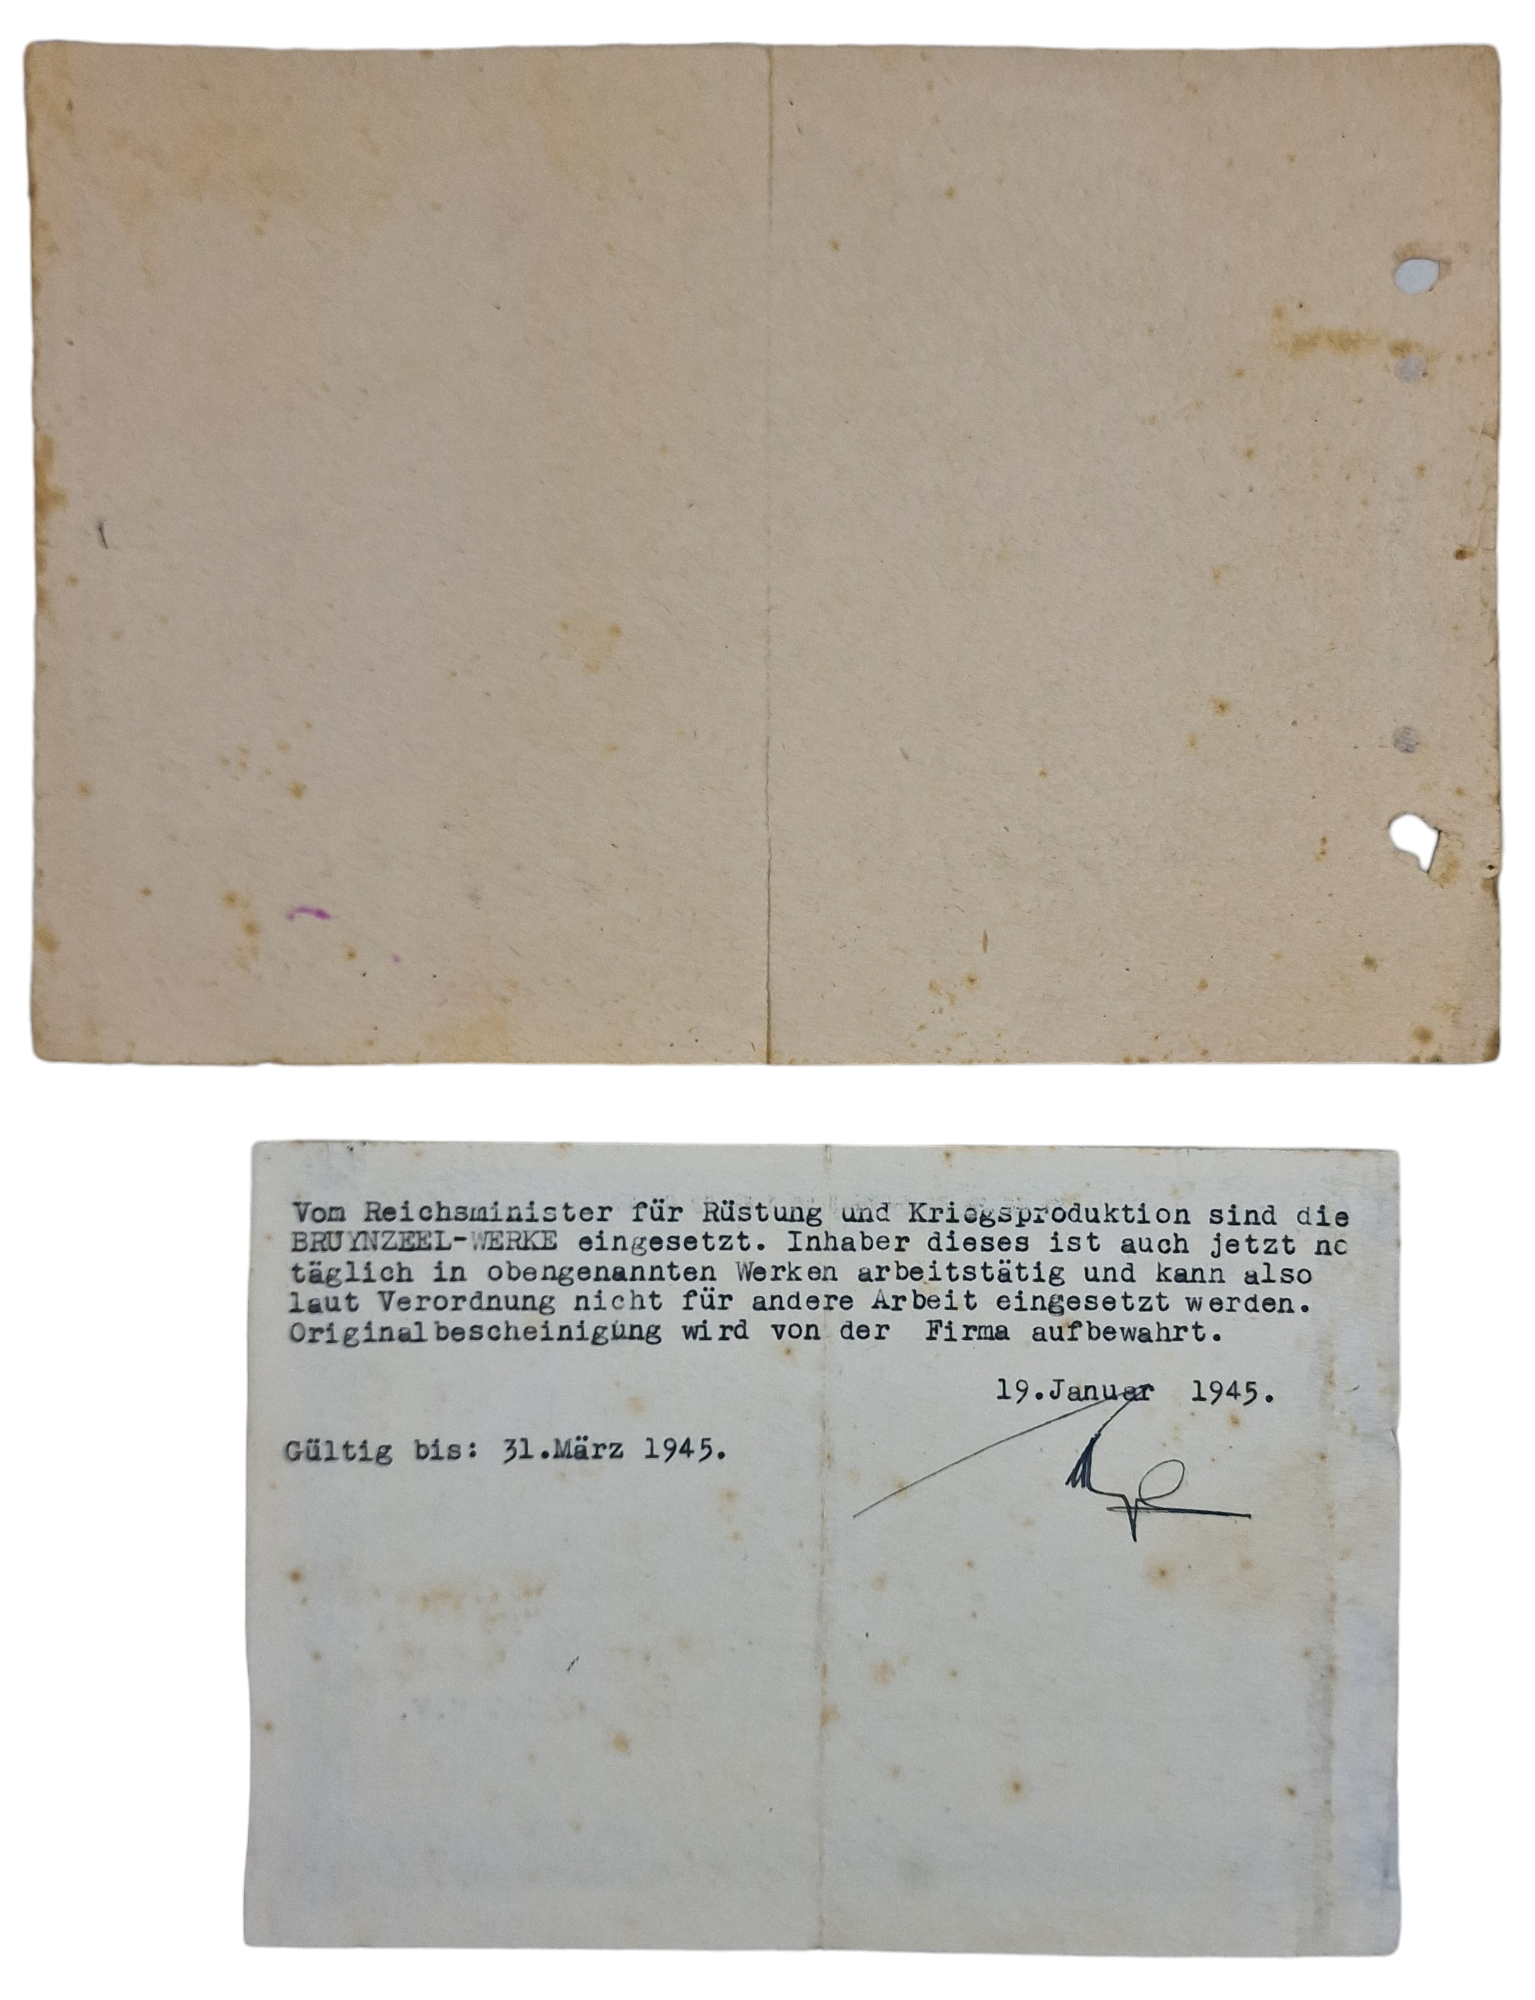 Vom Reichsminister für Rüstung und Kriegsproduktion sind die
BRUYNZEEL-WERKE eingesetzt. Inhaber dieses ist auch jetzt no
täglich in obengenannten Werken arbeitstätig und kann also
laut Verordnung nicht für andere Arbeit eingesetzt werden.
Originalbescheinigung wird von der Firma aufbewahrt.
19.Januar 1945.
Gültig bis: 31.März 1945.